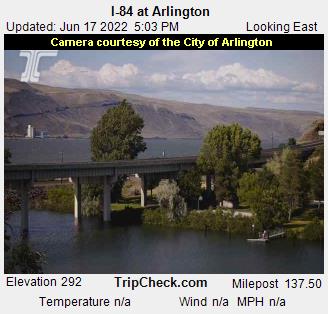 I-84 at Arlington
Updated: Jun 17 2022 5:03 PM Looking East
Camera courtesy of the City of Arlington
Elevation 292 TripCheck.com Milepost 137.50
Temperature n/a Wind n/a MPH n/a